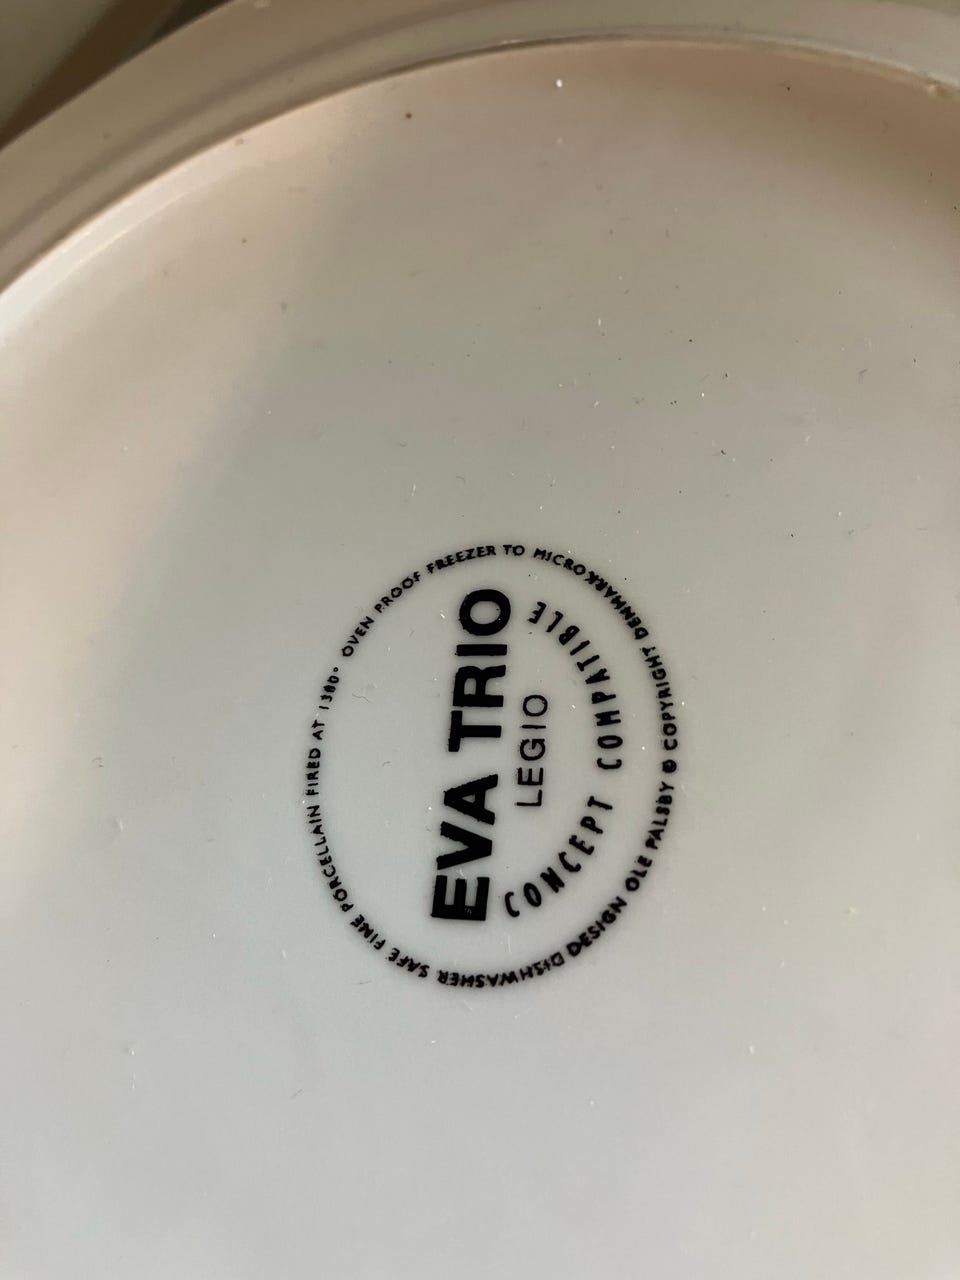 EVA TRIO
LEGIO
CONCEPT COMPATIBLE
DISHWASHER SAFE FINE PORCELLAIN FIRED AT 1380° OVEN PROOF FREEZER TO MICRO
DESIGN OLE PALSBY © COPYRIGHT DENMARK